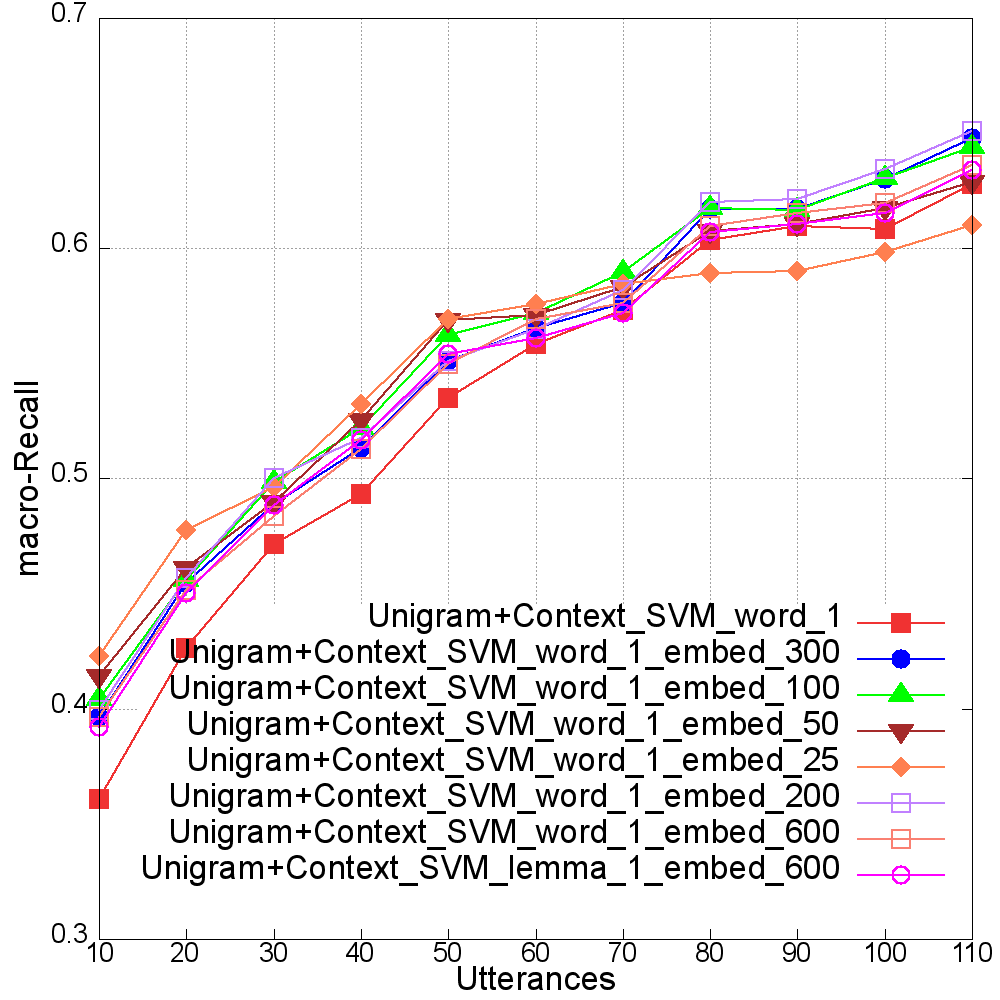 0.7
0.6
0.5
0.4
0.3
macro-Recall
Unigram+Context_SVM_word_1
Unigram+Context_SVM_word_1_embed_300
Unigram+Context_SVM_word_1_embed_100
Unigram+Context_SVM_word_1_embed_50
Unigram+Context_SVM_word_1_embed_25
Unigram+Context_SVM_word_1_embed_200
Unigram+Context_SVM_word_1_embed_600
Unigram+Context_SVM_lemma_1_embed_600
10 20 30 40 50 60 70 80 90 100 110
Utterances